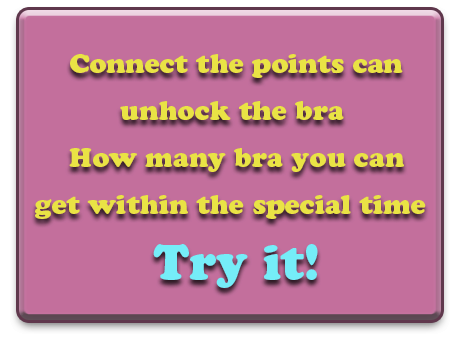 Connect the points can
unhock the bra
How many bra you can
get within the special time
Try it!